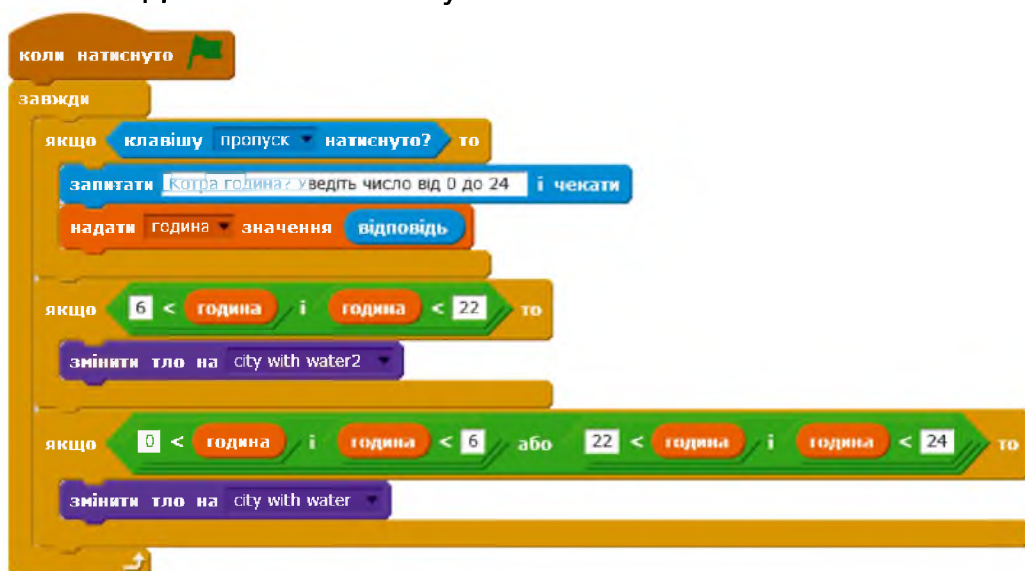 коли натиснуто
завжди
якщо клавішу пропуск натиснуто? то
запитати Котра година? Уведіть число від 0 до 24 і чекати
надати година значення відповідь
якщо 6 < година і година < 22 то
змінити тло на city with water2
якщо 0 < година і година < 6 або 22 < година і година < 24 то
змінити тло на city with water